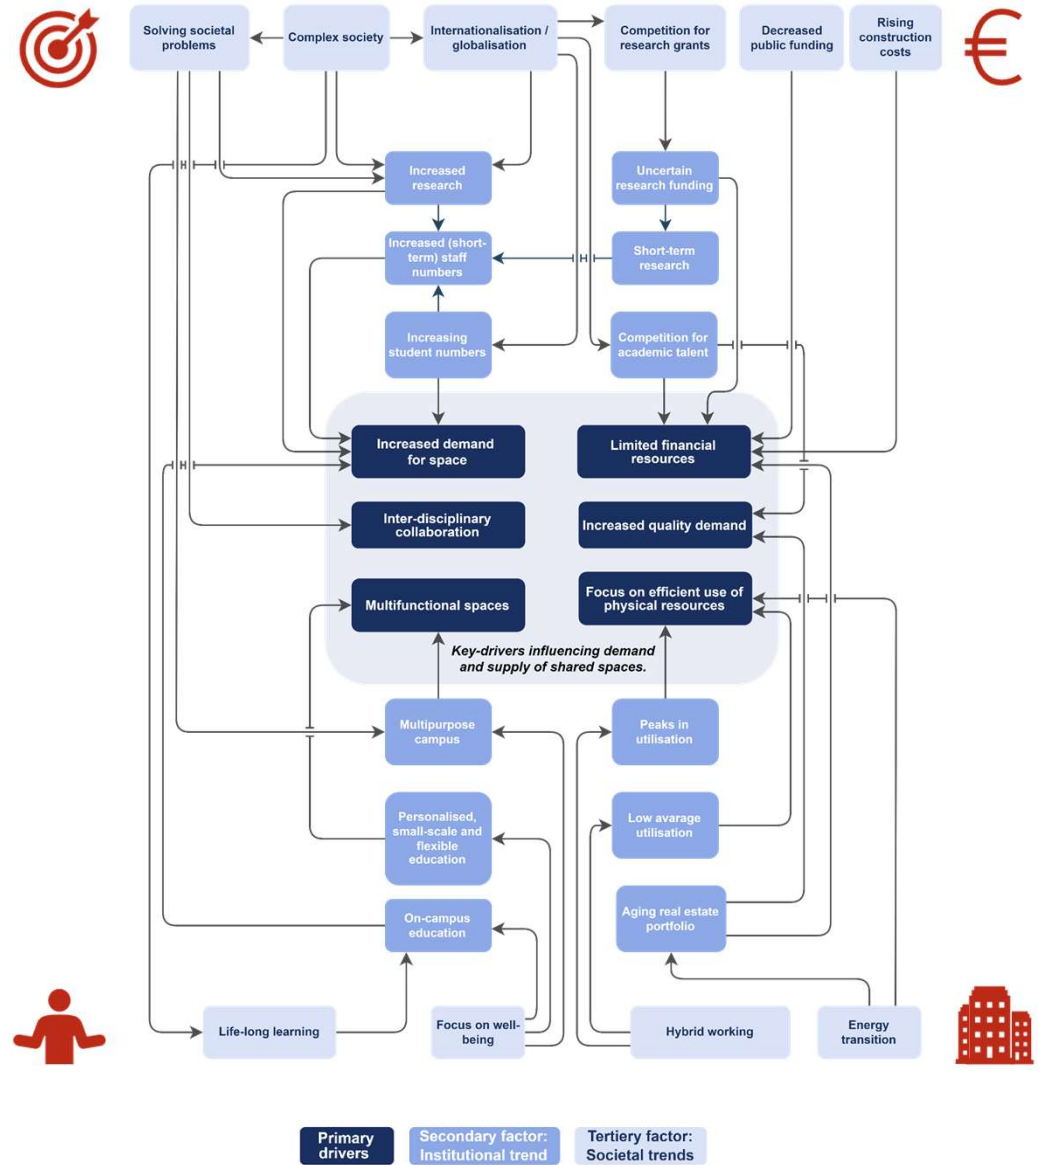 Solving societal
problems
Complex society
Internationalisation /
globalisation
Competition for
research grants
Decreased
public funding
Rising
construction
costs
€
Increased
research
Uncertain
research funding
Increased (short-
term) staff
numbers
Short-term
research
Increasing
student numbers
Competition for
academic talent
Increased demand
for space
Limited financial
resources
Inter-disciplinary
collaboration
Increased quality demand
Multifunctional spaces
Focus on efficient use of
physical resources
Key-drivers influencing demand
and supply of shared spaces.
Multipurpose
campus
Peaks in
utilisation
Personalised,
small-scale and
flexible
education
Low avarage
utilisation
On-campus
education
Aging real estate
portfolio
Life-long learning
Focus on well-
being
Hybrid working
Energy
transition
Primary
drivers
Secondary factor:
Institutional trend
Tertiery factor:
Societal trends